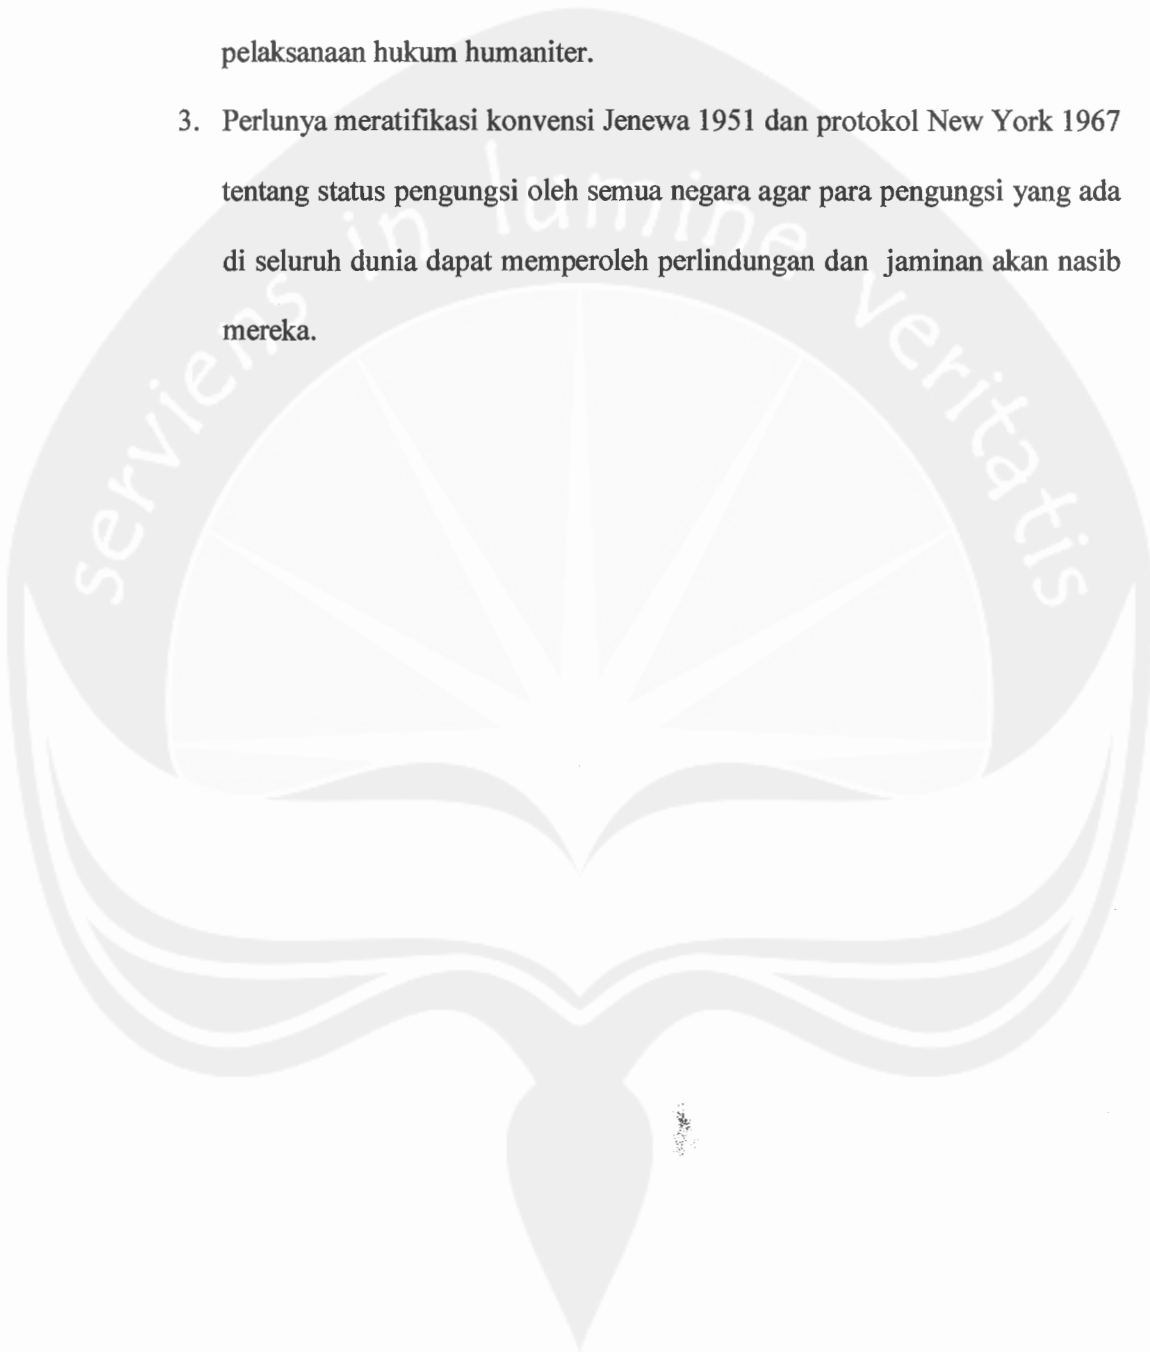 pelaksanaan hukum humaniter.
3. Perlunya meratifikasi konvensi Jenewa 1951 dan protokol New York 1967
tentang status pengungsi oleh semua negara agar para pengungsi yang ada
di seluruh dunia dapat memperoleh perlindungan dan jaminan akan nasib
mereka.
serviens in lumine veritatis